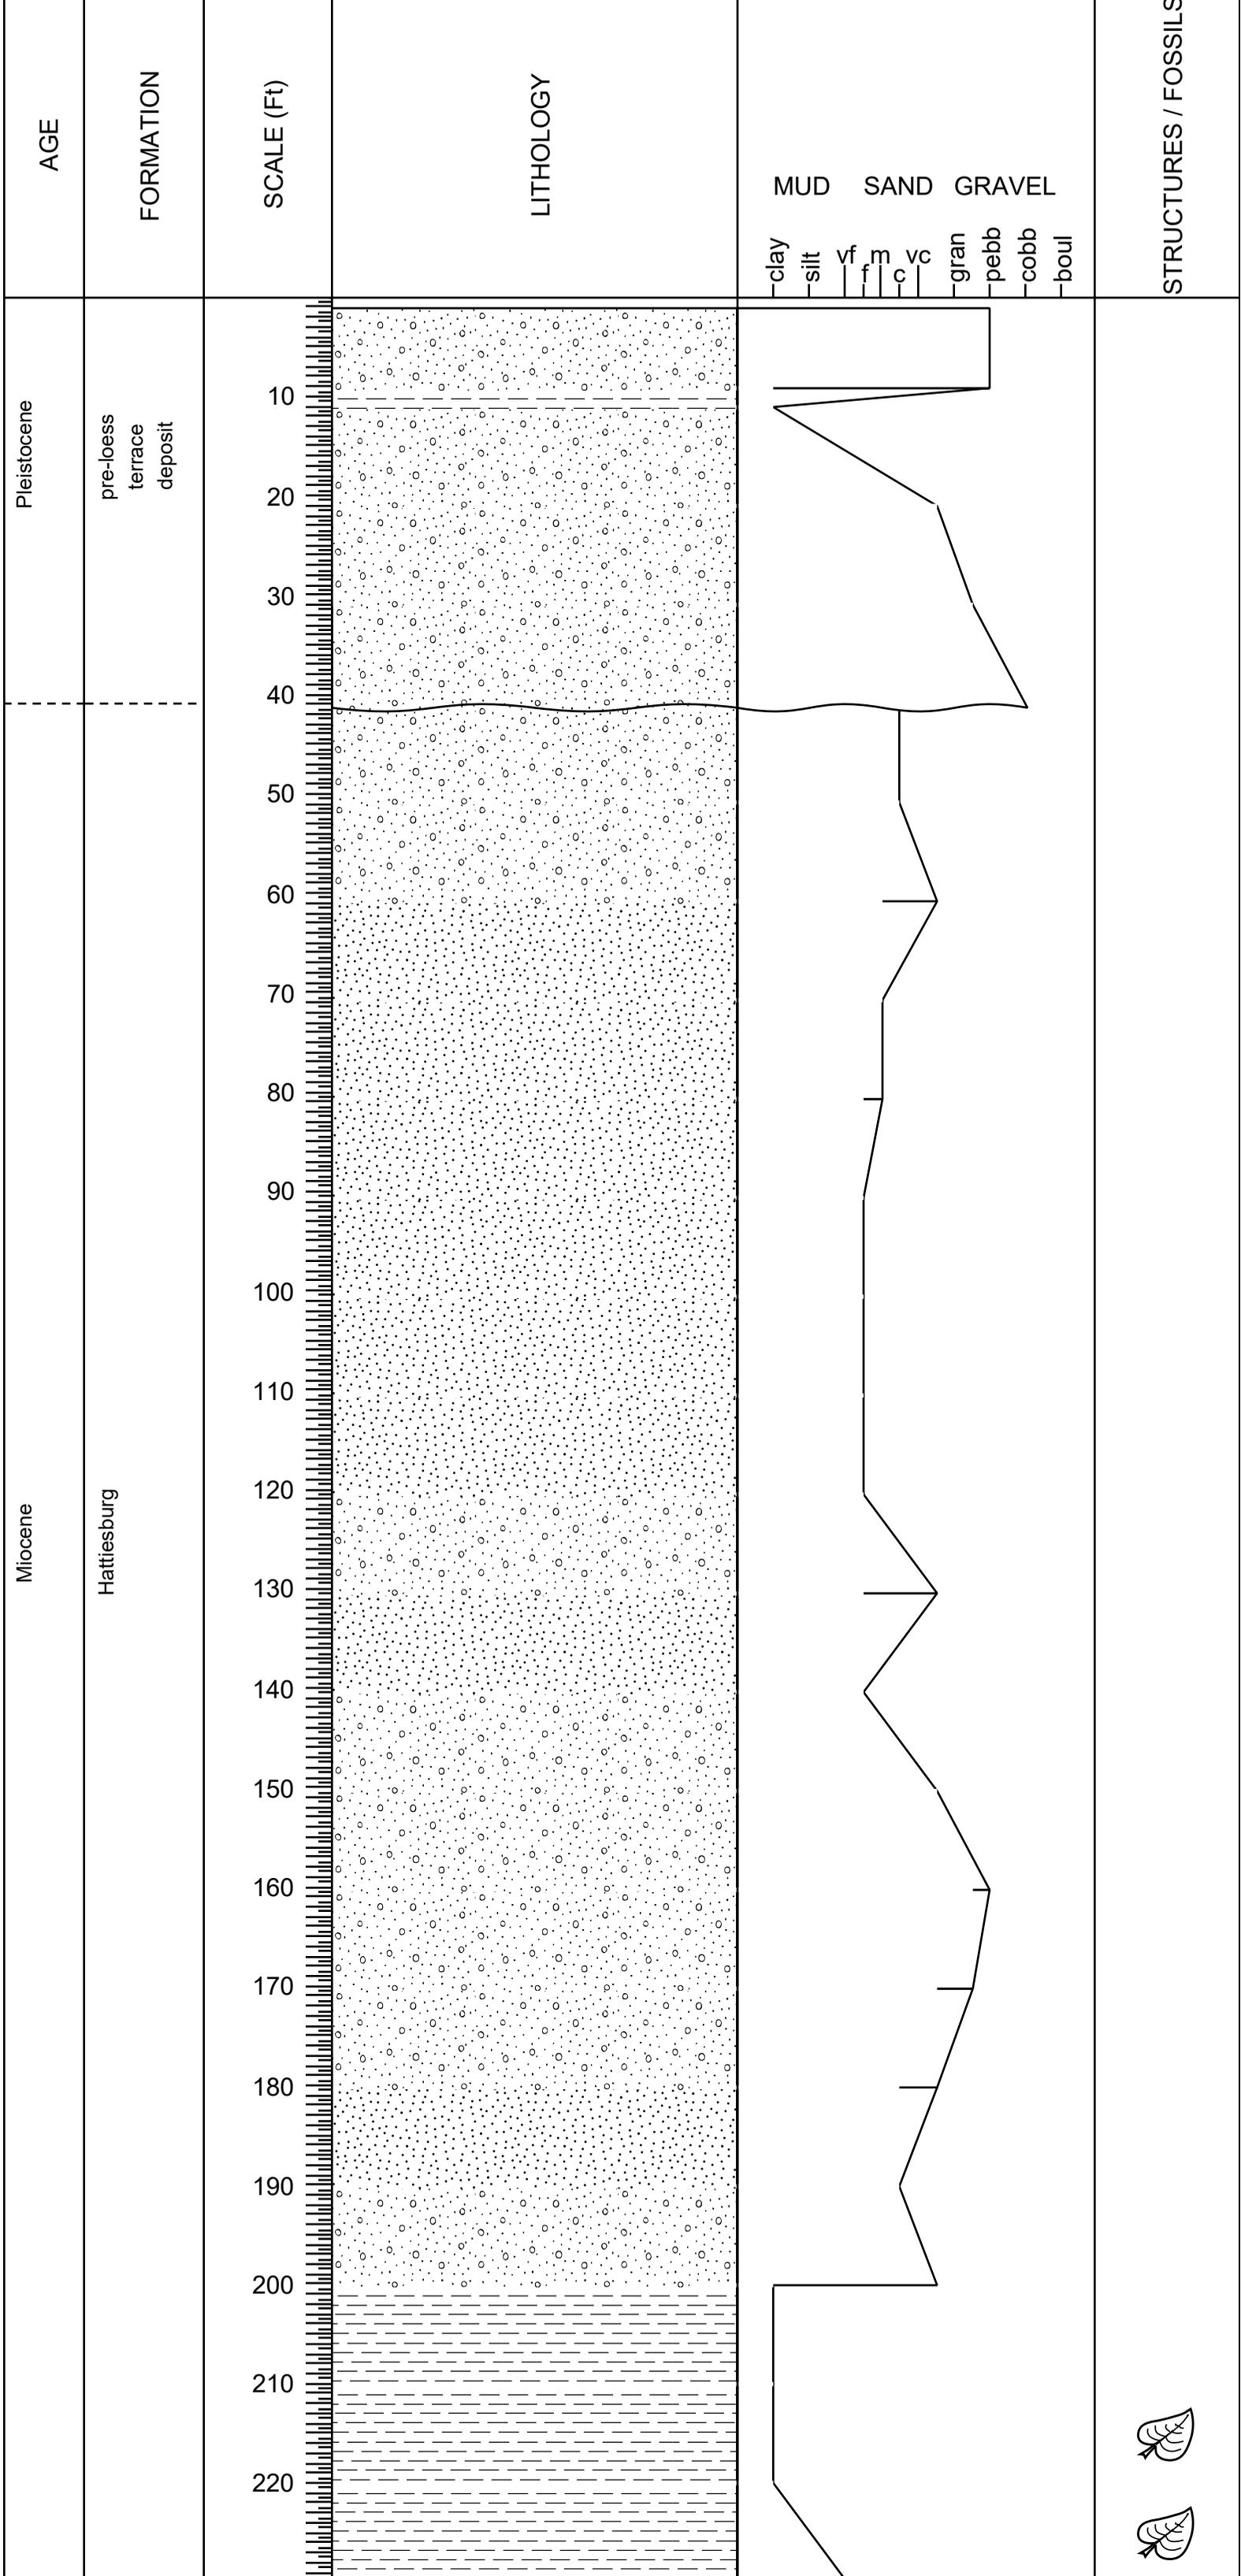 AGE
FORMATION
SCALE (Ft)
LITHOLOGY
STRUCTURES / FOSSILS
MUD SAND GRAVEL
clay silt vf f m c vc gran pebb cobb boul
Pleistocene
pre-loess
terrace
deposit
10
20
30
40
50
60
70
80
90
100
110
120
Miocene
Hattiesburg
130
140
150
160
170
180
190
200
210
220